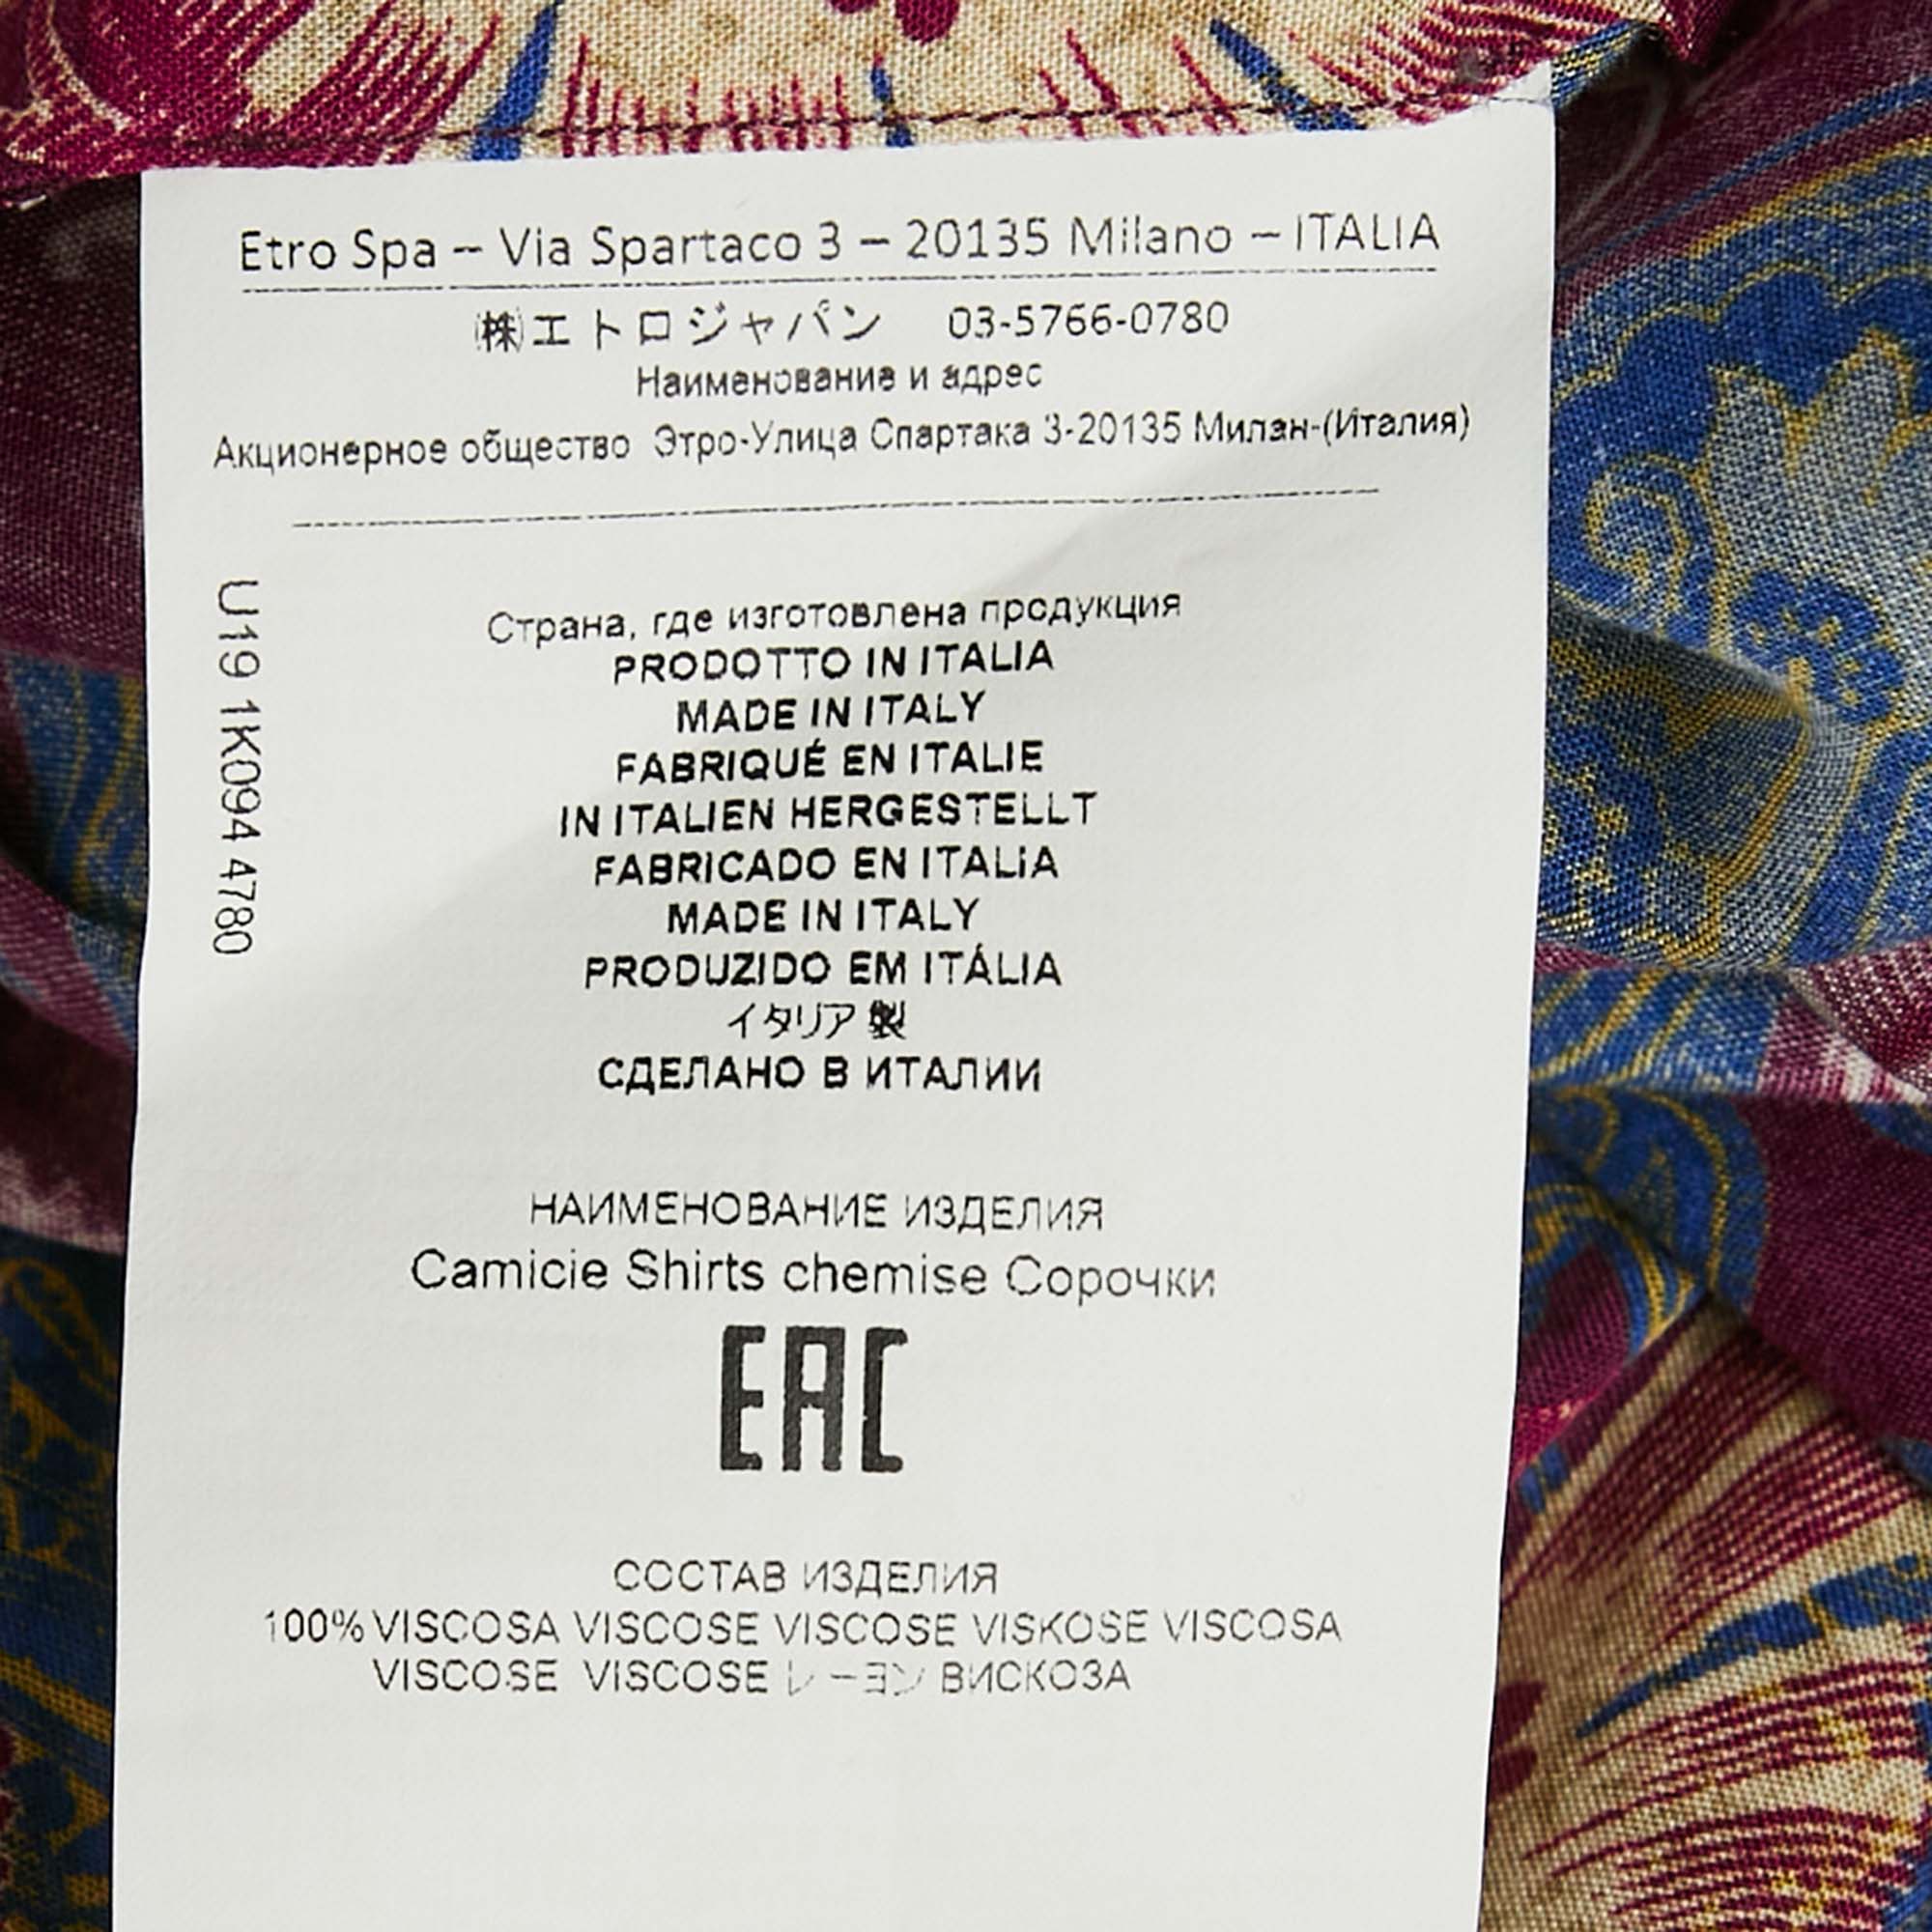 Etro Spa – Via Spartaco 3 – 20135 Milano – ITALIA
㈱エトロジャパン 03-5766-0780
Наименование и адрес
Акционерное общество Этро-Улица Спартака 3-20135 Милан-(Италия)
U19 1K094 4780
Страна, где изготовлена продукция
PRODOTTO IN ITALIA
MADE IN ITALY
FABRIQUÉ EN ITALIE
IN ITALIEN HERGESTELLT
FABRICADO EN ITALIA
MADE IN ITALY
PRODUZIDO EM ITÁLIA
イタリア製
СДЕЛАНО В ИТАЛИИ
НАИМЕНОВАНИЕ ИЗДЕЛИЯ
Camicie Shirts chemise Сорочки
EAC
СОСТАВ ИЗДЕЛИЯ
100% VISCOSA VISCOSE VISCOSE VISKOSE VISCOSA
VISCOSE VISCOSE レーヨン ВИСКОЗА